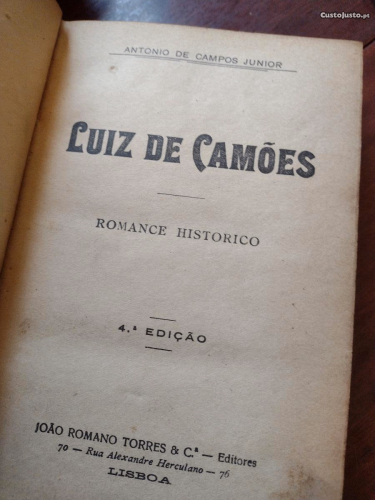 CustoJusto.pt
ANTONIO DE CAMPOS JUNIOR
LUIZ DE CAMÕES
ROMANCE HISTORICO
4.ª EDIÇÃO
JOÃO ROMANO TORRES & C.ª — Editores
70 — Rua Alexandre Herculano — 76
LISBOA